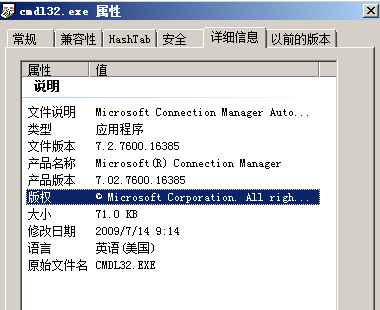 cmdl32.exe 属性
常规 兼容性 HashTab 安全 详细信息 以前的版本
属性 值
说明
文件说明 Microsoft Connection Manager Auto...
类型 应用程序
文件版本 7.2.7600.16385
产品名称 Microsoft(R) Connection Manager
产品版本 7.02.7600.16385
版权 © Microsoft Corporation. All righ...
大小 71.0 KB
修改日期 2009/7/14 9:14
语言 英语(美国)
原始文件名 CMDL32.EXE